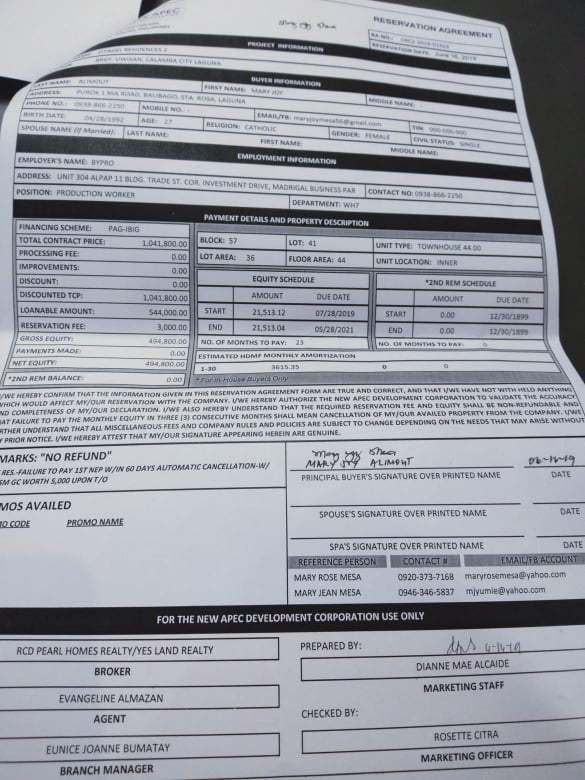 APEC
RESERVATION AGREEMENT
RESERVATION DATE: June 14, 2019
PROJECT INFORMATION
CITADEL RESIDENCES 2
BRGY. UWISAN, CALAMBA CITY LAGUNA
BUYER INFORMATION
LAST NAME: ALIMOUT FIRST NAME: MARY JOY MIDDLE NAME:
ADDRESS: PUROK 1 NIA ROAD, BALIBAGO, STA. ROSA, LAGUNA
PHONE NO.: 0938-866-2250 MOBILE NO.: - EMAIL/FB: maryjoymesa56@gmail.com TIN: 000-000-000
BIRTH DATE: 04/28/1992 AGE: 27 RELIGION: CATHOLIC GENDER: FEMALE CIVIL STATUS: SINGLE
SPOUSE NAME (If Married): LAST NAME: FIRST NAME: MIDDLE NAME:
EMPLOYMENT INFORMATION
EMPLOYER'S NAME: BYPRO
ADDRESS: UNIT 304 ALPAP 11 BLDG. TRADE ST. COR. INVESTMENT DRIVE, MADRIGAL BUSINESS PAR CONTACT NO: 0938-866-2250
POSITION: PRODUCTION WORKER DEPARTMENT: WH7
PAYMENT DETAILS AND PROPERTY DESCRIPTION
FINANCING SCHEME: PAG-IBIG
TOTAL CONTRACT PRICE: 1,041,800.00
PROCESSING FEE: 0.00
IMPROVEMENTS: 0.00
DISCOUNT: 0.00
DISCOUNTED TCP: 1,041,800.00
LOANABLE AMOUNT: 544,000.00
RESERVATION FEE: 3,000.00
GROSS EQUITY: 494,800.00
PAYMENTS MADE: 0.00
NET EQUITY: 494,800.00
*2ND REM BALANCE: 0.00
BLOCK: 57 LOT: 41 UNIT TYPE: TOWNHOUSE 44.00
LOT AREA: 36 FLOOR AREA: 44 UNIT LOCATION: INNER
EQUITY SCHEDULE
AMOUNT DUE DATE
START 21,513.12 07/28/2019
END 21,513.04 05/28/2021
NO. OF MONTHS TO PAY: 23
*2ND REM SCHEDULE
AMOUNT DUE DATE
START 0.00 12/30/1899
END 0.00 12/30/1899
NO. OF MONTHS TO PAY: 0
ESTIMATED HDMF MONTHLY AMORTIZATION
1-30 3615.35 0 0
* For In-House Buyers Only
I/WE HEREBY CONFIRM THAT THE INFORMATION GIVEN IN THIS RESERVATION AGREEMENT FORM ARE TRUE AND CORRECT, AND THAT I/WE HAVE NOT WITH HELD ANYTHING
WHICH WOULD AFFECT MY/OUR RESERVATION WITH THE COMPANY. I/WE HEREBY AUTHORIZE THE NEW APEC DEVELOPMENT CORPORATION TO VALIDATE THE ACCURACY
ND COMPLETENESS OF MY/OUR DECLARATION. I/WE ALSO HEREBY UNDERSTAND THAT THE REQUIRED RESERVATION FEE AND EQUITY SHALL BE NON-REFUNDABLE AND
AT FAILURE TO PAY THE MONTHLY EQUITY IN THREE (3) CONSECUTIVE MONTHS SHALL MEAN CANCELLATION OF MY/OUR AVAILED PROPERTY FROM THE COMPANY. I/WE
RTHER UNDERSTAND THAT ALL MISCELLANEOUS FEES AND COMPANY RULES AND POLICIES ARE SUBJECT TO CHANGE DEPENDING ON THE NEEDS THAT MAY ARISE WITHOUT
Y PRIOR NOTICE. I/WE HEREBY ATTEST THAT MY/OUR SIGNATURE APPEARING HEREIN ARE GENUINE.
MARKS: "NO REFUND"
RES.-FAILURE TO PAY 1ST NEP W/IN 60 DAYS AUTOMATIC CANCELLATION-W/
SM GC WORTH 5,000 UPON T/O
MOS AVAILED
O CODE PROMO NAME
MARY JOY ALIMOUT
PRINCIPAL BUYER'S SIGNATURE OVER PRINTED NAME DATE
SPOUSE'S SIGNATURE OVER PRINTED NAME DATE
SPA'S SIGNATURE OVER PRINTED NAME DATE
REFERENCE PERSON CONTACT # EMAIL/FB ACCOUNT
MARY ROSE MESA 0920-373-7168 maryrosemesa@yahoo.com
MARY JEAN MESA 0946-346-5837 mjyumie@yahoo.com
FOR THE NEW APEC DEVELOPMENT CORPORATION USE ONLY
RCD PEARL HOMES REALTY/YES LAND REALTY
BROKER
EVANGELINE ALMAZAN
AGENT
EUNICE JOANNE BUMATAY
BRANCH MANAGER
PREPARED BY:
DIANNE MAE ALCAIDE
MARKETING STAFF
CHECKED BY:
ROSETTE CITRA
MARKETING OFFICER